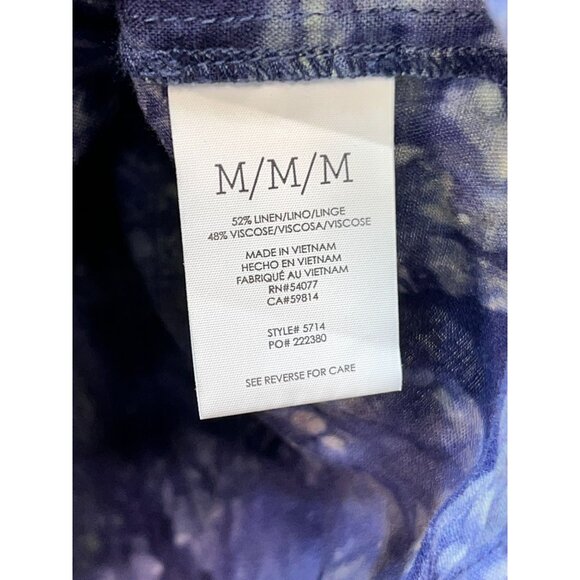 M/M/M
52% LINEN/LINO/LINGE
48% VISCOSE/VISCOSA/VISCOSE
MADE IN VIETNAM
HECHO EN VIETNAM
FABRIQUÉ AU VIETNAM
RN#54077
CA#59814
STYLE# 5714
PO# 222380
SEE REVERSE FOR CARE